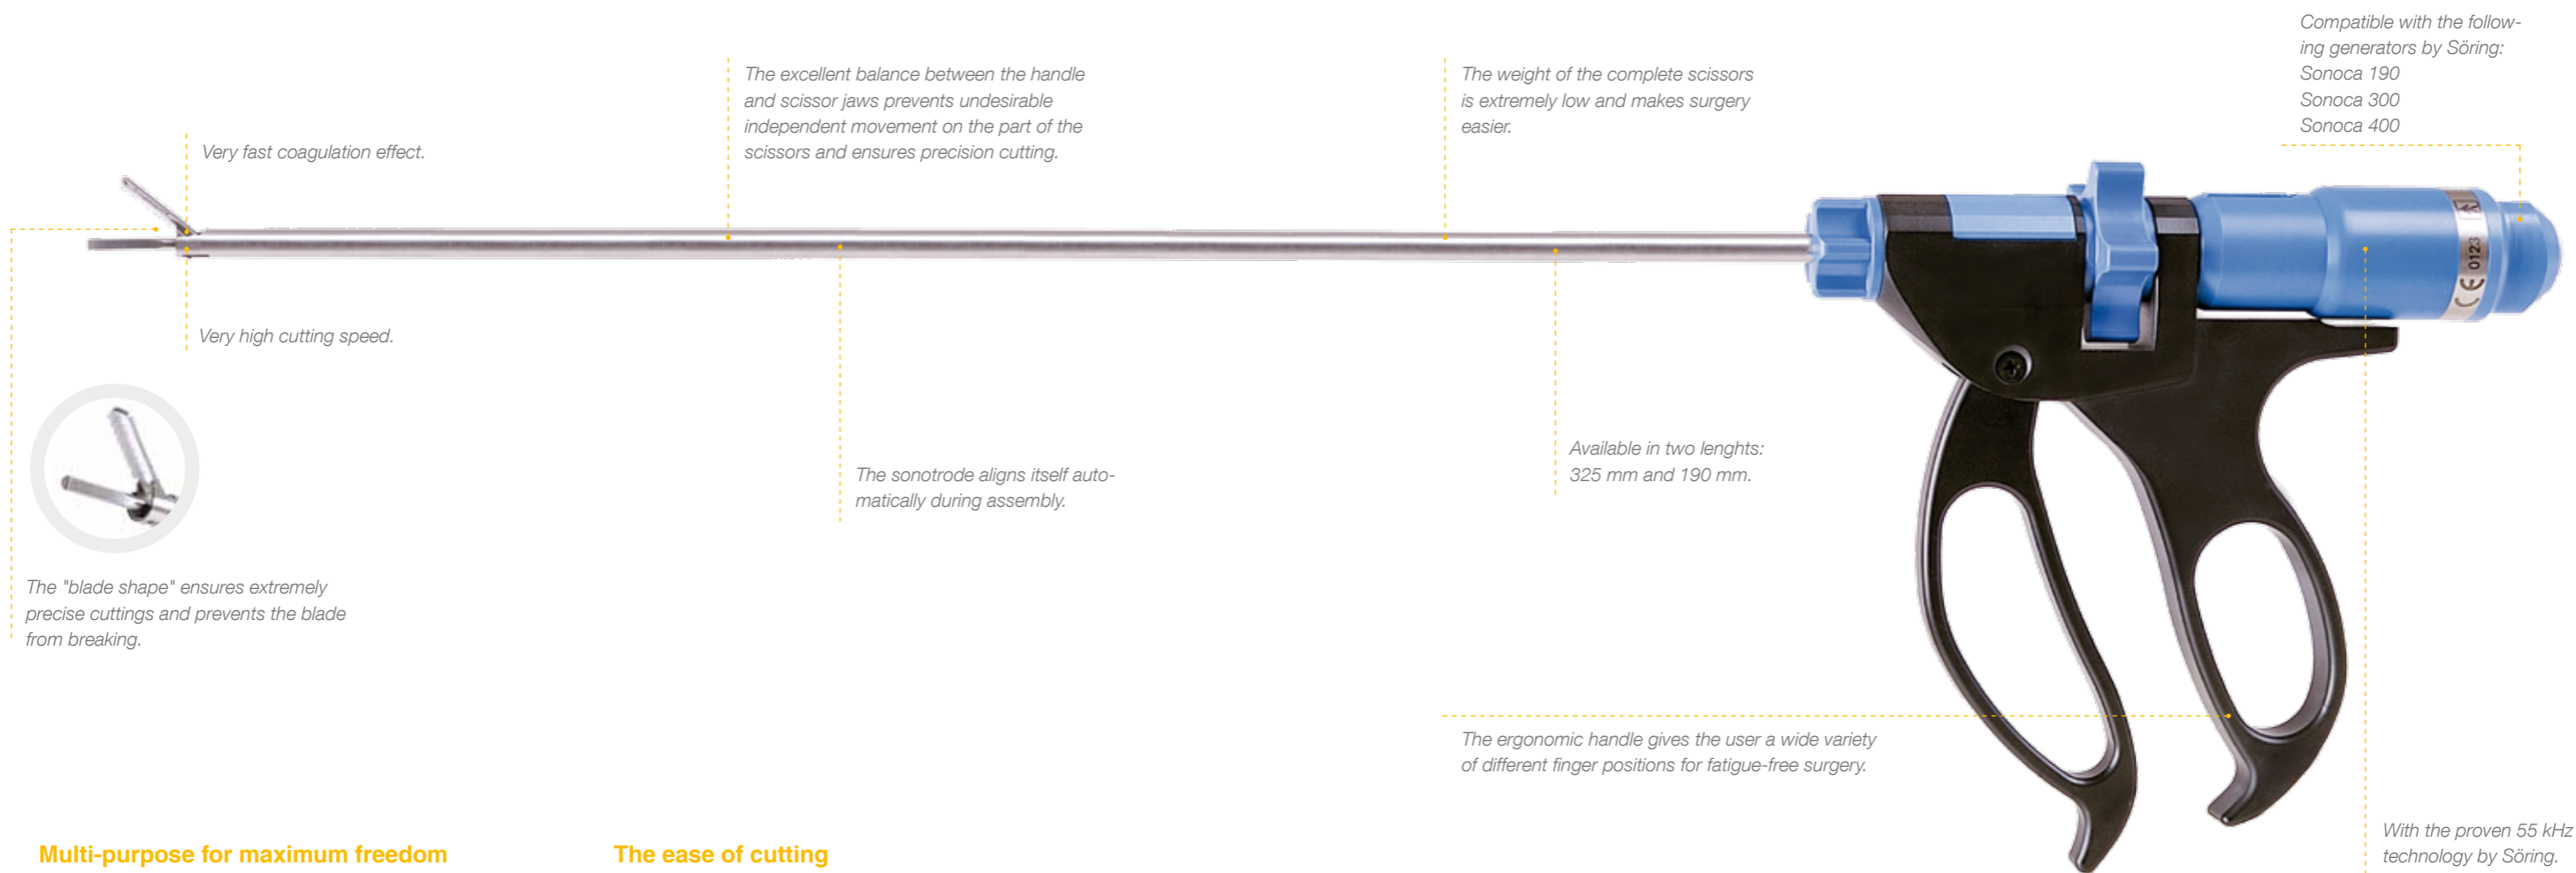 Compatible with the follow-
ing generators by Söring:
Sonoca 190
Sonoca 300
Sonoca 400
The excellent balance between the handle
and scissor jaws prevents undesirable
independent movement on the part of the
scissors and ensures precision cutting.
The weight of the complete scissors
is extremely low and makes surgery
easier.
Very fast coagulation effect.
CE 0123
Very high cutting speed.
Available in two lenghts:
325 mm and 190 mm.
The sonotrode aligns itself auto-
matically during assembly.
The "blade shape" ensures extremely
precise cuttings and prevents the blade
from breaking.
The ergonomic handle gives the user a wide variety
of different finger positions for fatigue-free surgery.
With the proven 55 kHz
technology by Söring.
Multi-purpose for maximum freedom
The ease of cutting